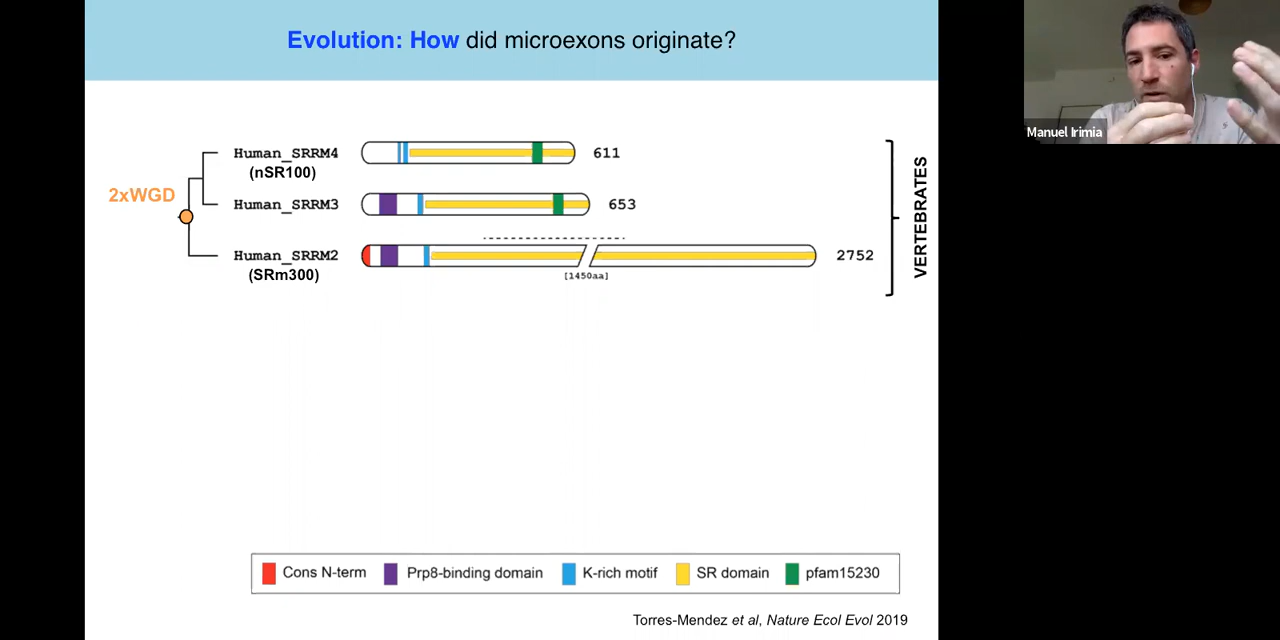 Evolution: How did microexons originate?
Manuel Irimia
Human_SRRM4 611
(nSR100)
2xWGD
Human_SRRM3 653
Human_SRRM2 2752
(SRm300)
[1450aa]
VERTEBRATES
Cons N-term Prp8-binding domain K-rich motif SR domain pfam15230
Torres-Mendez et al, Nature Ecol Evol 2019